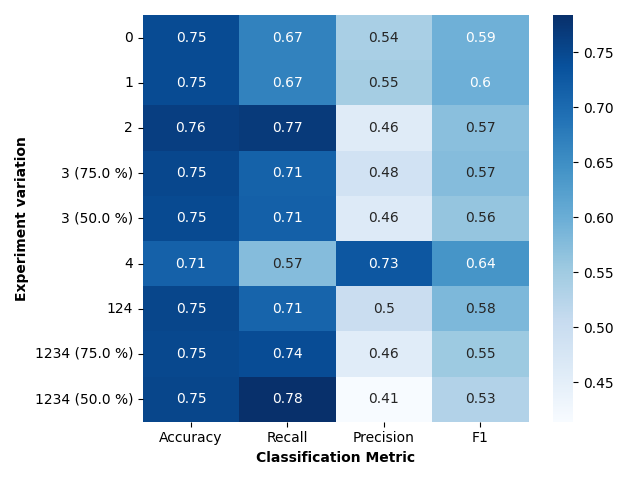 0 0.75 0.67 0.54 0.59
1 0.75 0.67 0.55 0.6
2 0.76 0.77 0.46 0.57
3 (75.0 %) 0.75 0.71 0.48 0.57
3 (50.0 %) 0.75 0.71 0.46 0.56
4 0.71 0.57 0.73 0.64
124 0.75 0.71 0.5 0.58
1234 (75.0 %) 0.75 0.74 0.46 0.55
1234 (50.0 %) 0.75 0.78 0.41 0.53
Accuracy Recall Precision F1
Classification Metric
Experiment variation
0.75
0.70
0.65
0.60
0.55
0.50
0.45